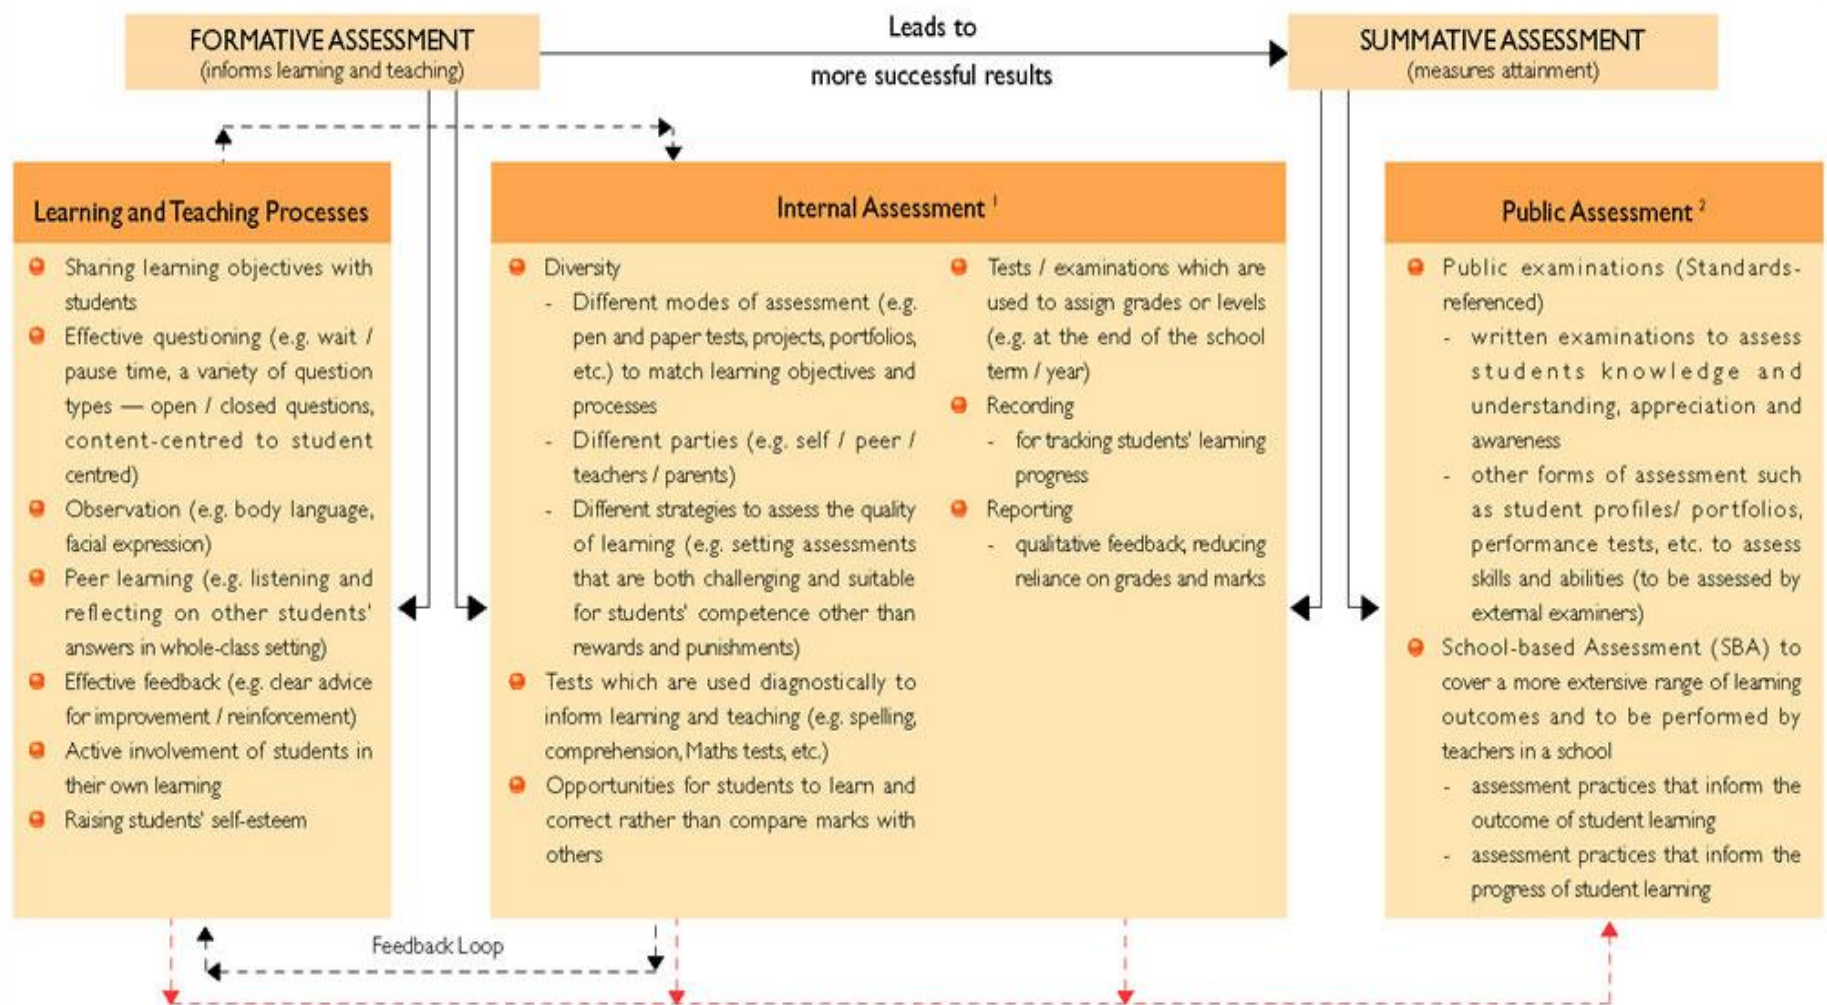 FORMATIVE ASSESSMENT
(informs learning and teaching)
Leads to
more successful results
SUMMATIVE ASSESSMENT
(measures attainment)
Learning and Teaching Processes
Sharing learning objectives with
students
Effective questioning (e.g. wait /
pause time, a variety of question
types — open / closed questions,
content-centred to student
centred)
Observation (e.g. body language,
facial expression)
Peer learning (e.g. listening and
reflecting on other students'
answers in whole-class setting)
Effective feedback (e.g. clear advice
for improvement / reinforcement)
Active involvement of students in
their own learning
Raising students' self-esteem
Internal Assessment 1
Diversity
- Different modes of assessment (e.g.
pen and paper tests, projects, portfolios,
etc.) to match learning objectives and
processes
- Different parties (e.g. self / peer /
teachers / parents)
- Different strategies to assess the quality
of learning (e.g. setting assessments
that are both challenging and suitable
for students' competence other than
rewards and punishments)
Tests which are used diagnostically to
inform learning and teaching (e.g. spelling,
comprehension, Maths tests, etc.)
Opportunities for students to learn and
correct rather than compare marks with
others
Tests / examinations which are
used to assign grades or levels
(e.g. at the end of the school
term / year)
Recording
- for tracking students' learning
progress
Reporting
- qualitative feedback, reducing
reliance on grades and marks
Public Assessment 2
Public examinations (Standards-
referenced)
- written examinations to assess
students knowledge and
understanding, appreciation and
awareness
- other forms of assessment such
as student profiles/ portfolios,
performance tests, etc. to assess
skills and abilities (to be assessed by
external examiners)
School-based Assessment (SBA) to
cover a more extensive range of learning
outcomes and to be performed by
teachers in a school
- assessment practices that inform the
outcome of student learning
- assessment practices that inform the
progress of student learning
Feedback Loop